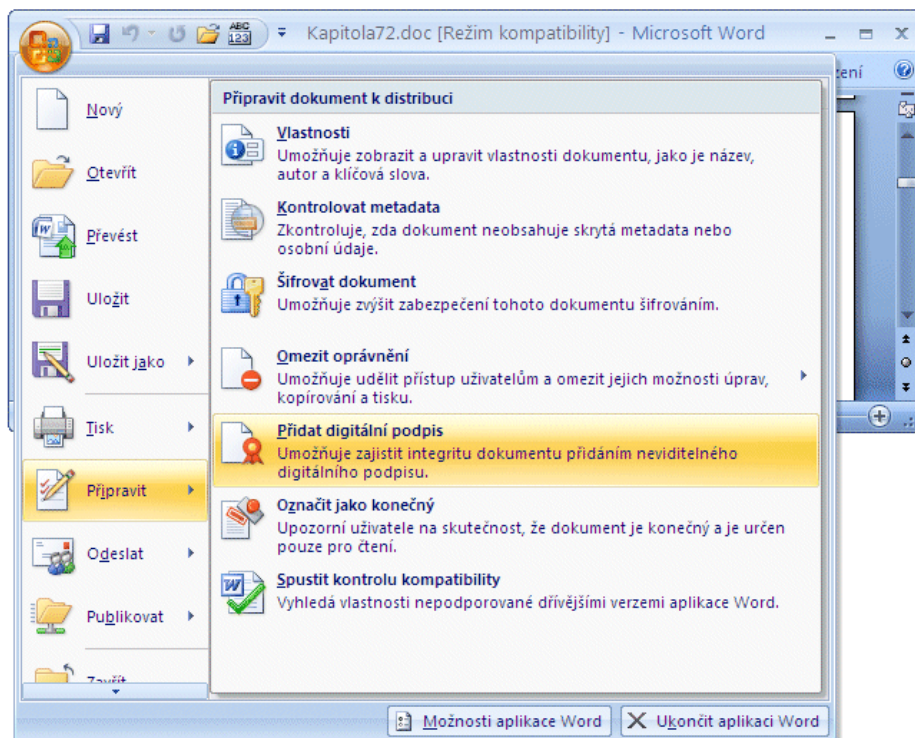 ABC
123
Kapitola72.doc [Režim kompatibility] - Microsoft Word
zení
Nový
Otevřít
Převést
Uložit
Uložit jako
Tisk
Připravit
Odeslat
Publikovat
Zavřít
Připravit dokument k distribuci
Vlastnosti
Umožňuje zobrazit a upravit vlastnosti dokumentu, jako je název,
autor a klíčová slova.
Kontrolovat metadata
Zkontroluje, zda dokument neobsahuje skrytá metadata nebo
osobní údaje.
Šifrovat dokument
Umožňuje zvýšit zabezpečení tohoto dokumentu šifrováním.
Omezit oprávnění
Umožňuje udělit přístup uživatelům a omezit jejich možnosti úprav,
kopírování a tisku.
Přidat digitální podpis
Umožňuje zajistit integritu dokumentu přidáním neviditelného
digitálního podpisu.
Označit jako konečný
Upozorní uživatele na skutečnost, že dokument je konečný a je určen
pouze pro čtení.
Spustit kontrolu kompatibility
Vyhledá vlastnosti nepodporované dřívějšími verzemi aplikace Word.
Možnosti aplikace Word
Ukončit aplikaci Word